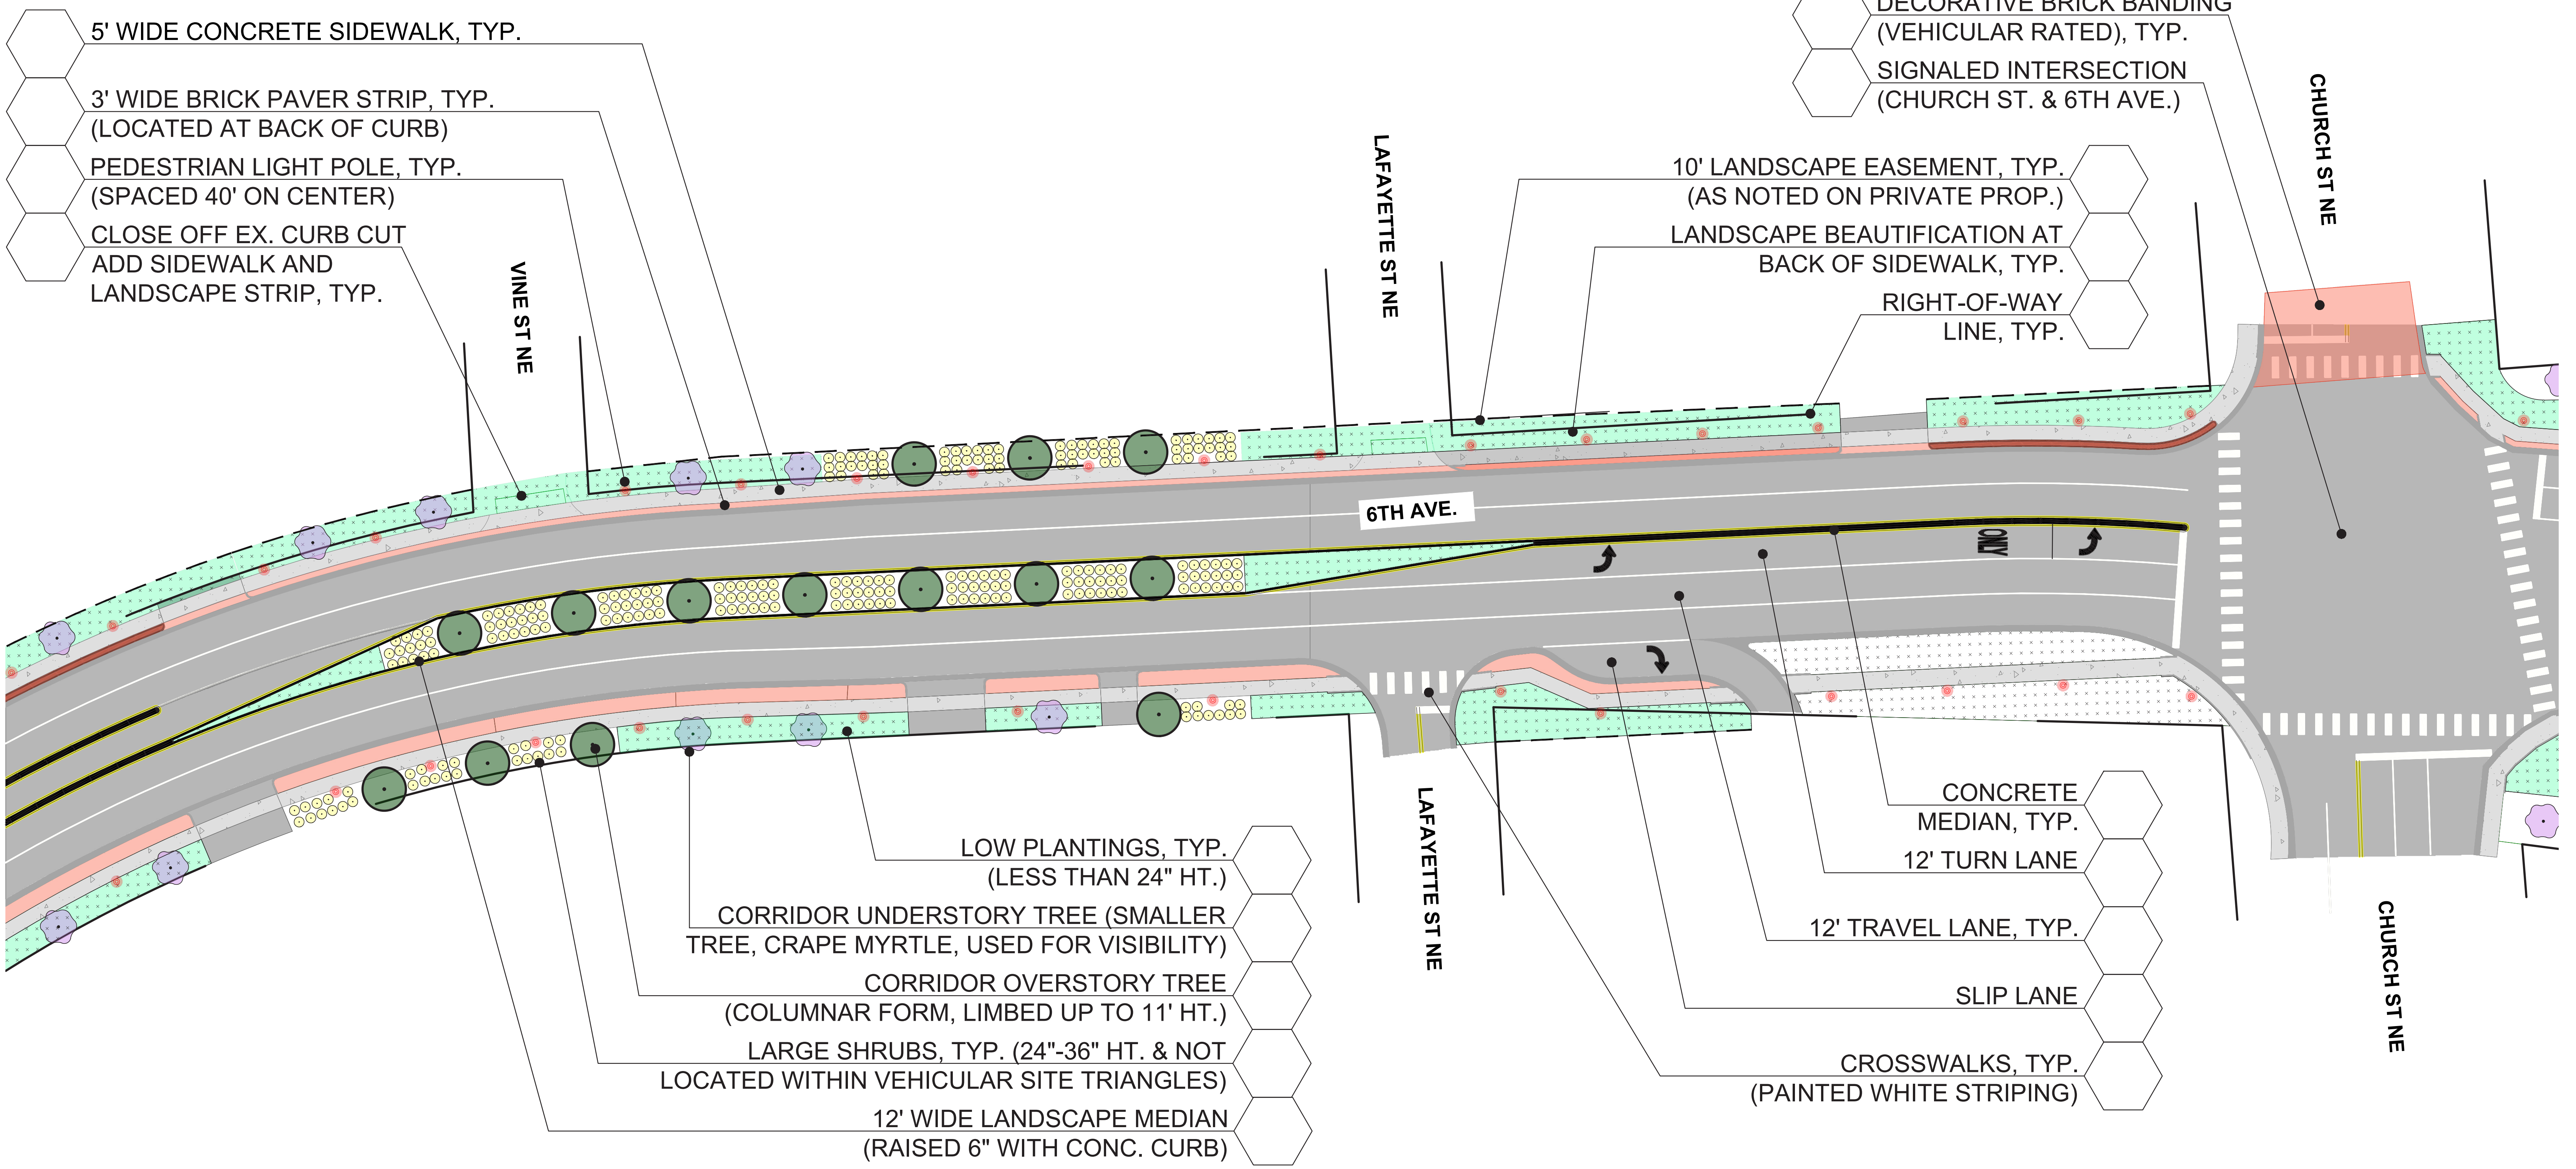 5' WIDE CONCRETE SIDEWALK, TYP.
3' WIDE BRICK PAVER STRIP, TYP.
(LOCATED AT BACK OF CURB)
PEDESTRIAN LIGHT POLE, TYP.
(SPACED 40' ON CENTER)
CLOSE OFF EX. CURB CUT
ADD SIDEWALK AND
LANDSCAPE STRIP, TYP.
VINE ST NE
LAFAYETTE ST NE
DECORATIVE BRICK BANDING
(VEHICULAR RATED), TYP.
SIGNALED INTERSECTION
(CHURCH ST. & 6TH AVE.)
CHURCH ST NE
10' LANDSCAPE EASEMENT, TYP.
(AS NOTED ON PRIVATE PROP.)
LANDSCAPE BEAUTIFICATION AT
BACK OF SIDEWALK, TYP.
RIGHT-OF-WAY
LINE, TYP.
6TH AVE.
ONLY
LOW PLANTINGS, TYP.
(LESS THAN 24" HT.)
CORRIDOR UNDERSTORY TREE (SMALLER
TREE, CRAPE MYRTLE, USED FOR VISIBILITY)
CORRIDOR OVERSTORY TREE
(COLUMNAR FORM, LIMBED UP TO 11' HT.)
LARGE SHRUBS, TYP. (24"-36" HT. & NOT
LOCATED WITHIN VEHICULAR SITE TRIANGLES)
12' WIDE LANDSCAPE MEDIAN
(RAISED 6" WITH CONC. CURB)
LAFAYETTE ST NE
CONCRETE
MEDIAN, TYP.
12' TURN LANE
12' TRAVEL LANE, TYP.
SLIP LANE
CROSSWALKS, TYP.
(PAINTED WHITE STRIPING)
CHURCH ST NE